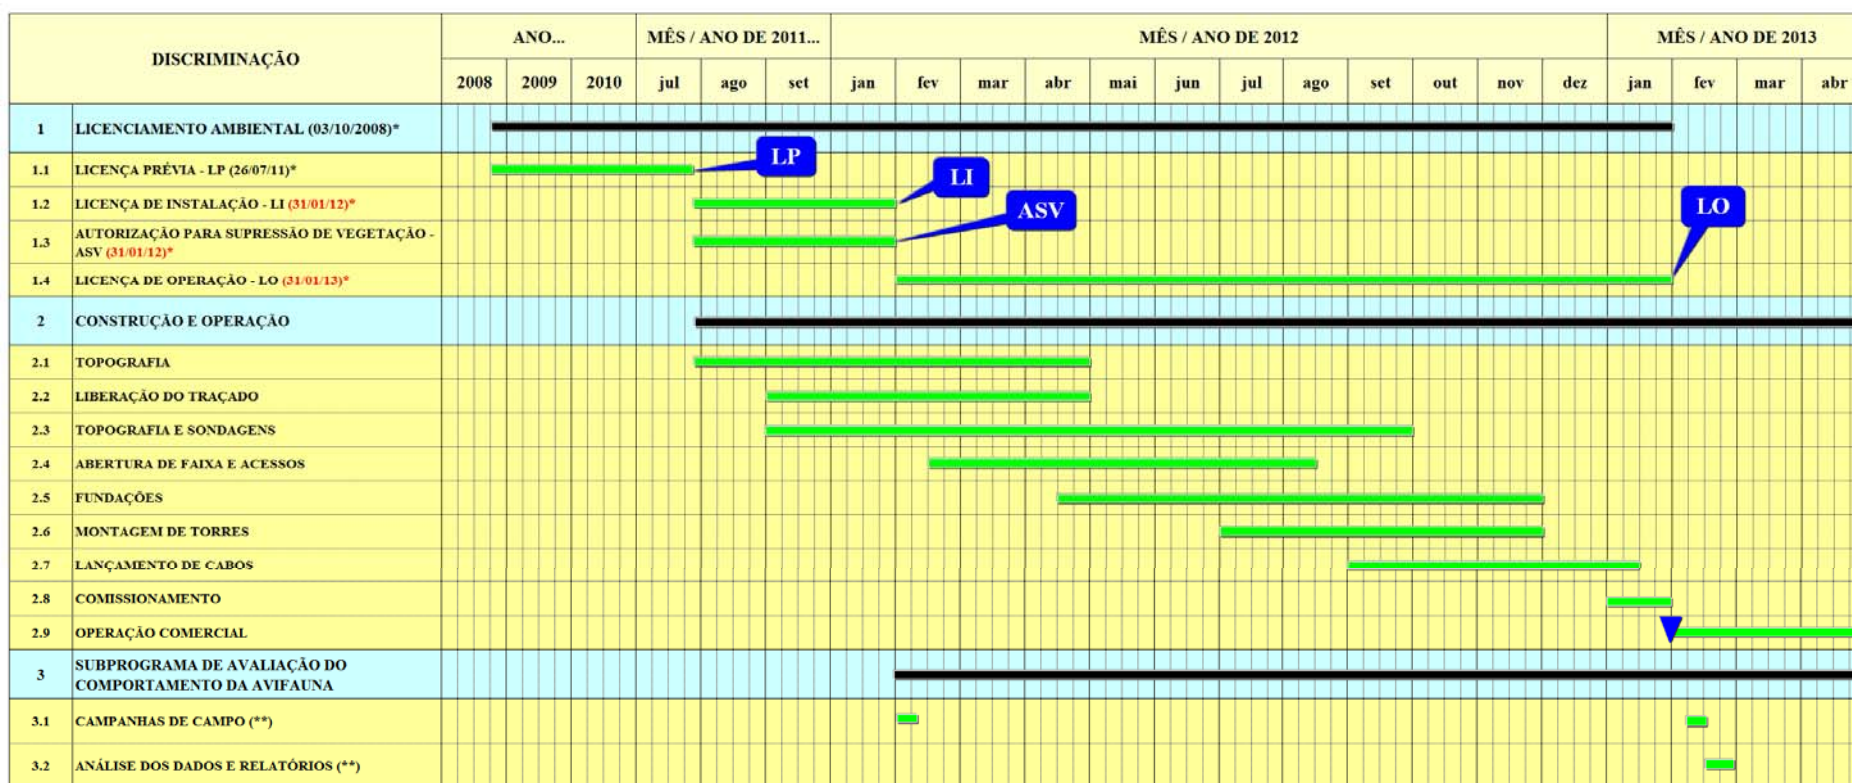 DISCRIMINAÇÃO
ANO...
MÊS / ANO DE 2011...
MÊS / ANO DE 2012
MÊS / ANO DE 2013
2008 2009 2010 jul ago set jan fev mar abr mai jun jul ago set out nov dez jan fev mar abr
1 LICENCIAMENTO AMBIENTAL (03/10/2008)*
1.1 LICENÇA PRÉVIA - LP (26/07/11)*
LP
1.2 LICENÇA DE INSTALAÇÃO - LI (31/01/12)*
LI
1.3 AUTORIZAÇÃO PARA SUPRESSÃO DE VEGETAÇÃO -
ASV (31/01/12)*
ASV
1.4 LICENÇA DE OPERAÇÃO - LO (31/01/13)*
LO
2 CONSTRUÇÃO E OPERAÇÃO
2.1 TOPOGRAFIA
2.2 LIBERAÇÃO DO TRAÇADO
2.3 TOPOGRAFIA E SONDAGENS
2.4 ABERTURA DE FAIXA E ACESSOS
2.5 FUNDAÇÕES
2.6 MONTAGEM DE TORRES
2.7 LANÇAMENTO DE CABOS
2.8 COMISSIONAMENTO
2.9 OPERAÇÃO COMERCIAL
3 SUBPROGRAMA DE AVALIAÇÃO DO
COMPORTAMENTO DA AVIFAUNA
3.1 CAMPANHAS DE CAMPO (**)
3.2 ANÁLISE DOS DADOS E RELATÓRIOS (**)